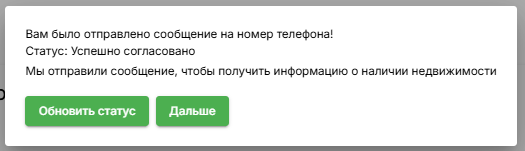 Вам было отправлено сообщение на номер телефона!
Статус: Успешно согласовано
Мы отправили сообщение, чтобы получить информацию о наличии недвижимости
Обновить статус
Дальше